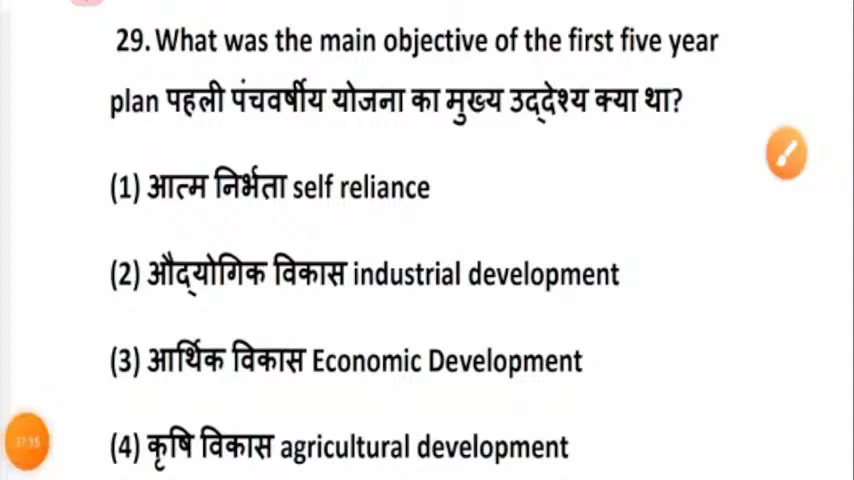 29. What was the main objective of the first five year
plan पहली पंचवर्षीय योजना का मुख्य उद्देश्य क्या था?
(1) आत्म निर्भता self reliance
(2) औद्योगिक विकास industrial development
(3) आर्थिक विकास Economic Development
(4) कृषि विकास agricultural development